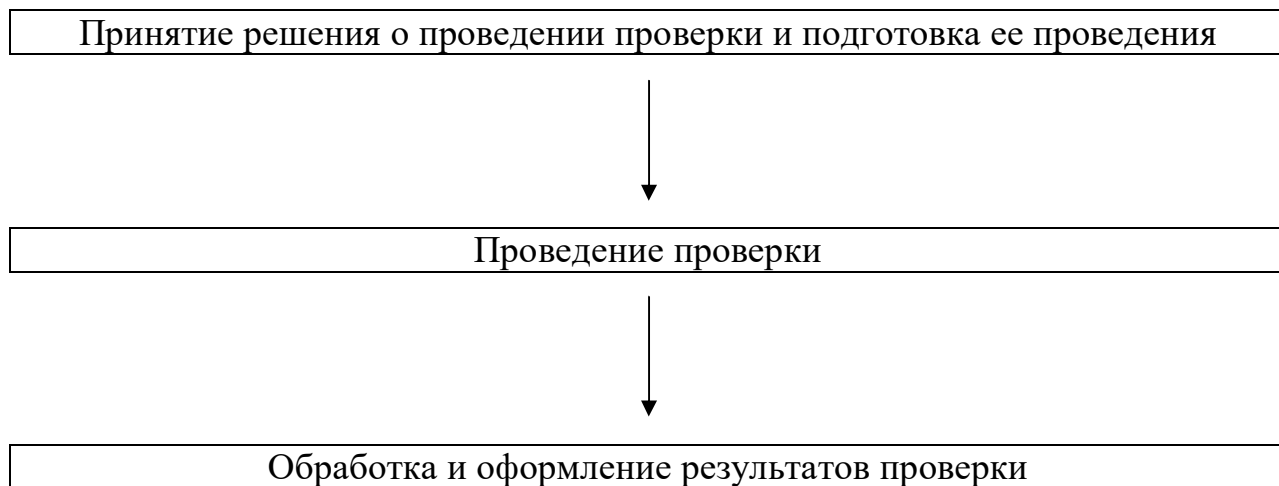 Принятие решения о проведении проверки и подготовка ее проведения
Проведение проверки
Обработка и оформление результатов проверки